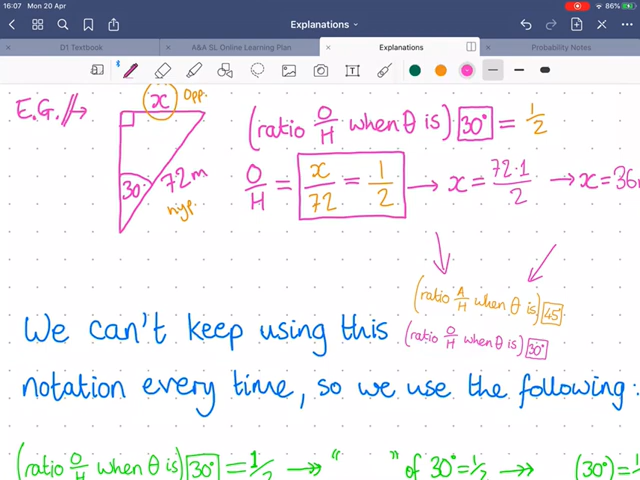 16:07 Mon 20 Apr
86%
Explanations
D1 Textbook
A&A SL Online Learning Plan
Explanations
Probability Notes
E.G.//→
x
Opp.
(ratio O/H when θ is) 30° = 1/2
30°
72m
hyp.
O/H = x/72 = 1/2 → x = 72·1/2 → x = 36
(ratio A/H when θ is) 45°
(ratio O/H when θ is) 30°
We can't keep using this
notation every time, so we use the following:
(ratio O/H when θ is) 30° = 1/2 →» " " of 30° = 1/2 →» (30°) = 1/